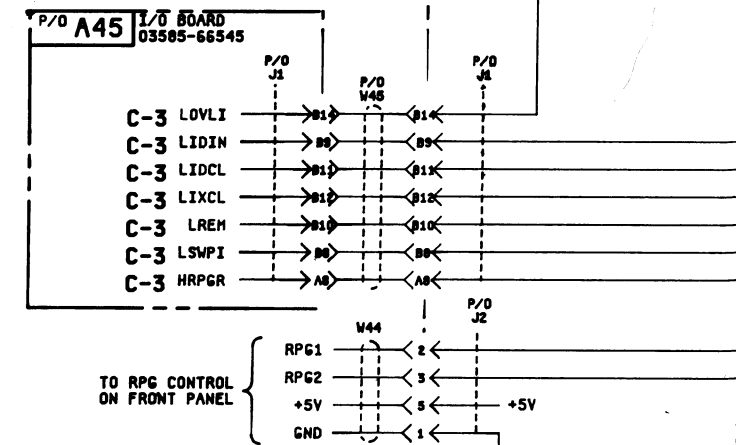 P/O A45 I/O BOARD
03585-66545
P/O
J1
P/O
W45
P/O
J1
C-3 LOVLI B14 B14
C-3 LIDIN B9 B9
C-3 LIDCL B11 B11
C-3 LIXCL B12 B12
C-3 LREM B10 B10
C-3 LSWPI
C-3 HRPGR A8 A8
P/O
J2
W44
RPG1 2
RPG2 3
+5V 5 +5V
GND 1
TO RPG CONTROL
ON FRONT PANEL